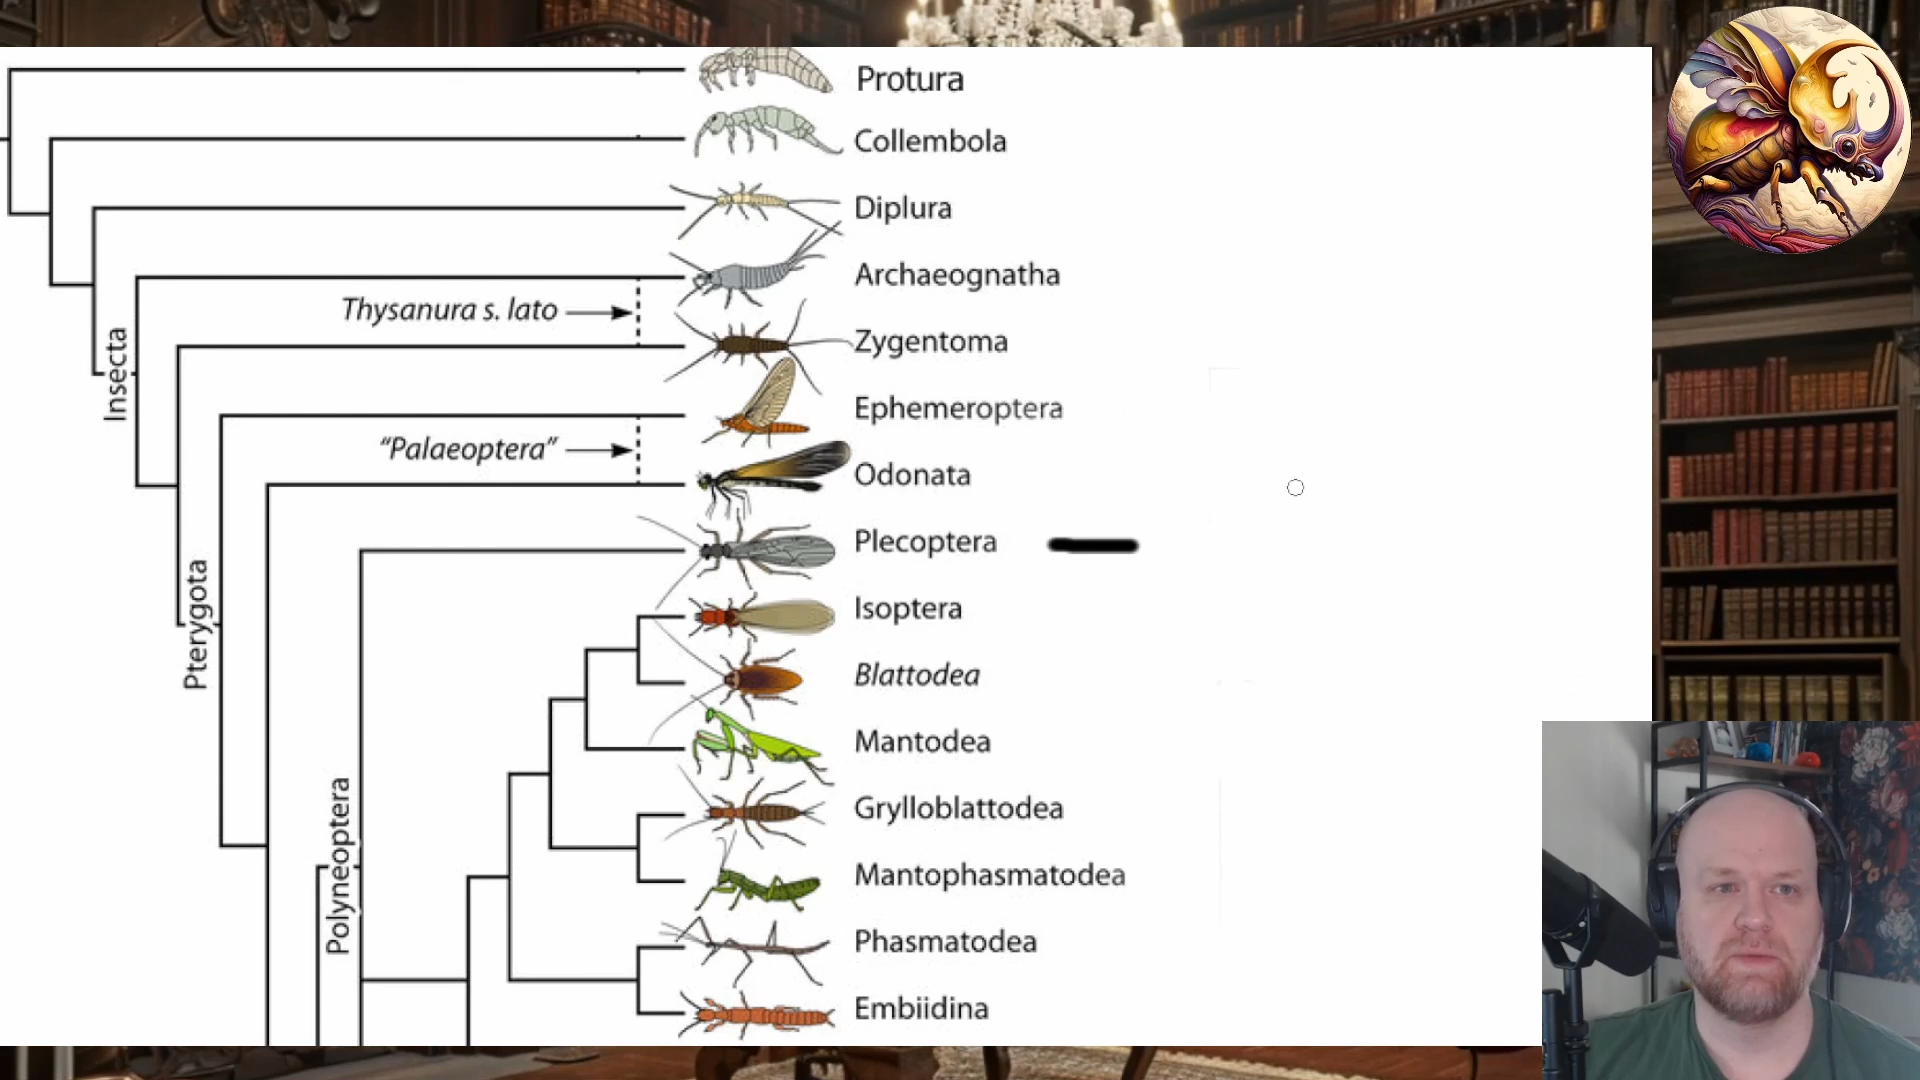 Protura
Collembola
Diplura
Archaeognatha
Thysanura s. lato
Zygentoma
Insecta
Ephemeroptera
“Palaeoptera”
Odonata
Plecoptera
Isoptera
Pterygota
Blattodea
Mantodea
Grylloblattodea
Polyneoptera
Mantophasmatodea
Phasmatodea
Embiidina